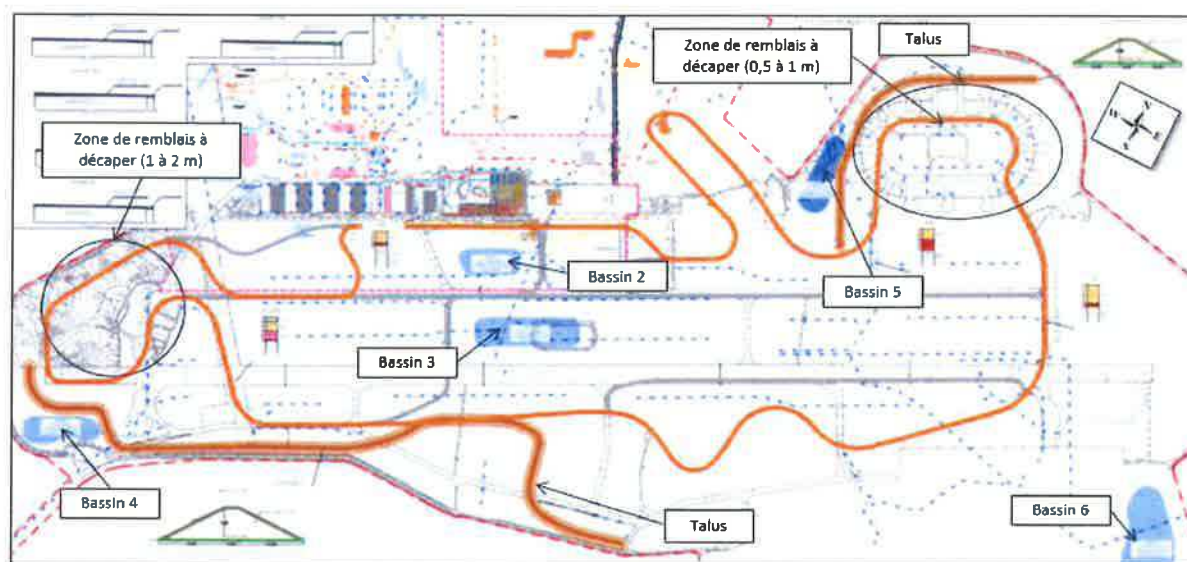 Zone de remblais à
décaper (0,5 à 1 m)
Talus
Zone de remblais à
décaper (1 à 2 m)
N
W
E
S
Bassin 2
Bassin 5
Bassin 3
Bassin 4
Talus
Bassin 6